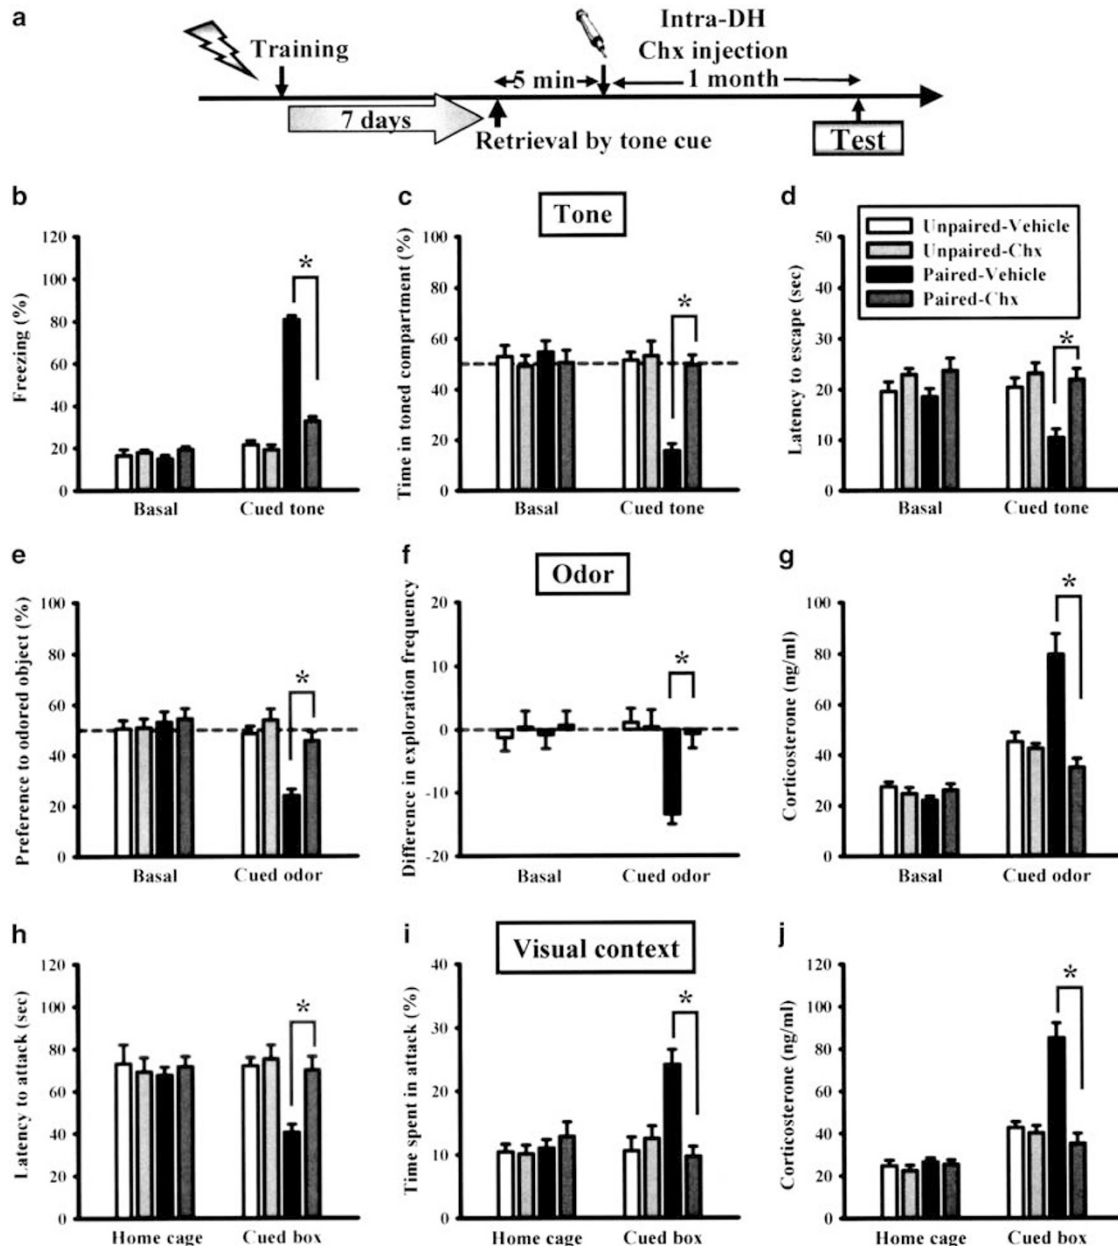 a
Training
5 min
Intra-DH
Chx injection
1 month
7 days
Retrieval by tone cue
Test
b
Freezing (%)
120
100
80
60
40
20
0
*
Basal
Cued tone
c
Tone
Time in toned compartment (%)
100
80
60
40
20
0
*
Basal
Cued tone
d
Unpaired-Vehicle
Unpaired-Chx
Paired-Vehicle
Paired-Chx
Latency to escape (sec)
50
40
30
20
10
0
*
Basal
Cued tone
e
Preference to odored object (%)
100
80
60
40
20
0
*
Basal
Cued odor
f
Odor
Difference in exploration frequency
20
10
0
-10
-20
*
Basal
Cued odor
g
Corticosterone (ng/ml)
100
80
60
40
20
0
*
Basal
Cued odor
h
Latency to attack (sec)
120
100
80
60
40
20
0
*
Home cage
Cued box
i
Visual context
Time spent in attack (%)
40
30
20
10
0
*
Home cage
Cued box
j
Corticosterone (ng/ml)
120
100
80
60
40
20
0
*
Home cage
Cued box